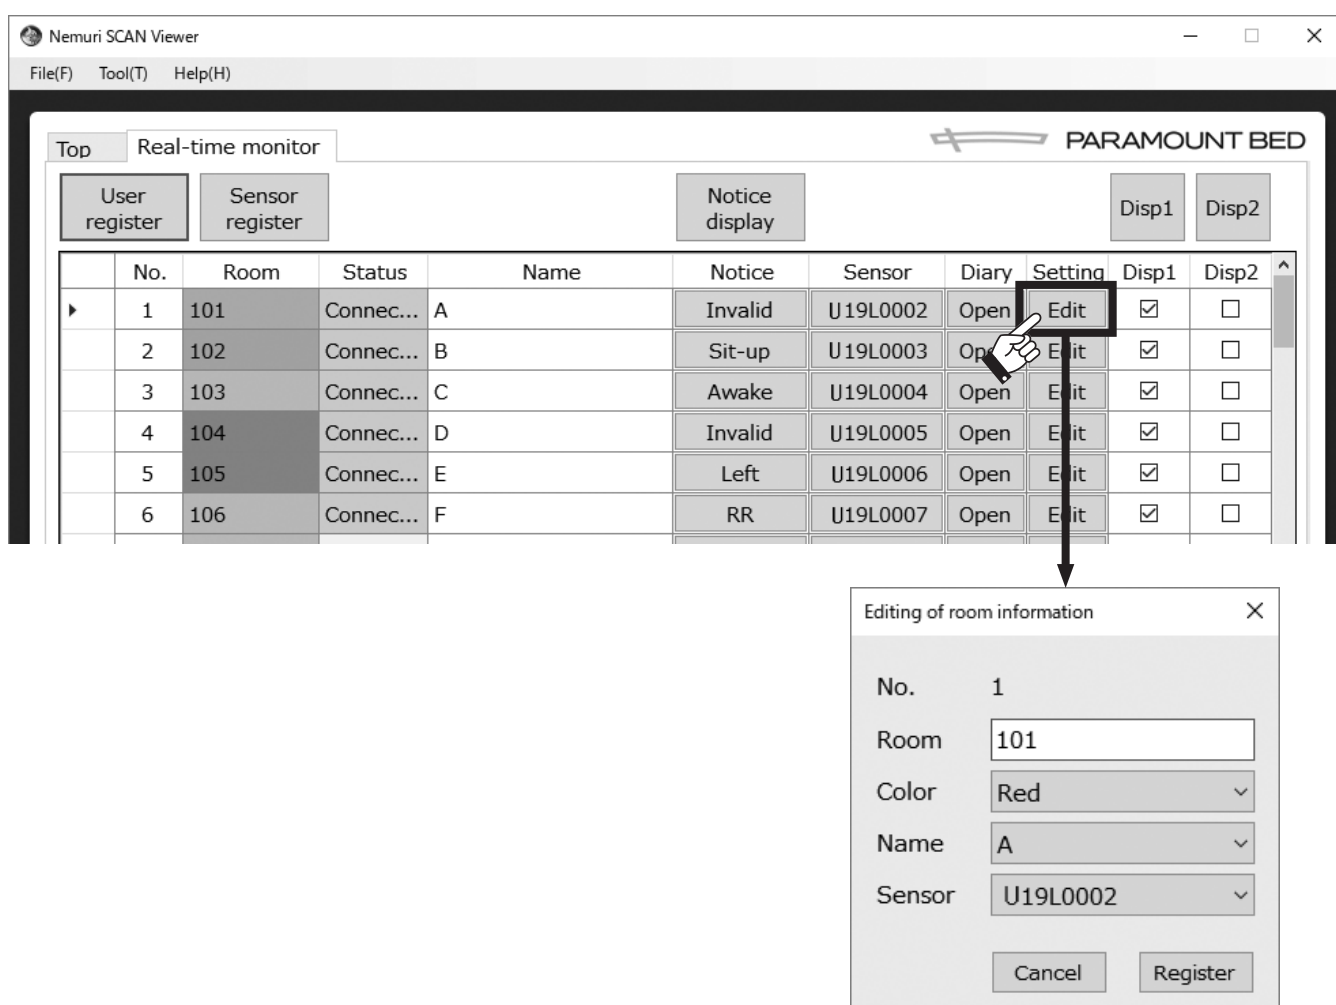 Nemuri SCAN Viewer
File(F) Tool(T) Help(H)
PARAMOUNT BED
Top Real-time monitor
User register Sensor register Notice display Disp1 Disp2
No. Room Status Name Notice Sensor Diary Setting Disp1 Disp2
1 101 Connec... A Invalid U19L0002 Open Edit
2 102 Connec... B Sit-up U19L0003 Open Edit
3 103 Connec... C Awake U19L0004 Open Edit
4 104 Connec... D Invalid U19L0005 Open Edit
5 105 Connec... E Left U19L0006 Open Edit
6 106 Connec... F RR U19L0007 Open Edit
Editing of room information
No. 1
Room 101
Color Red
Name A
Sensor U19L0002
Cancel Register